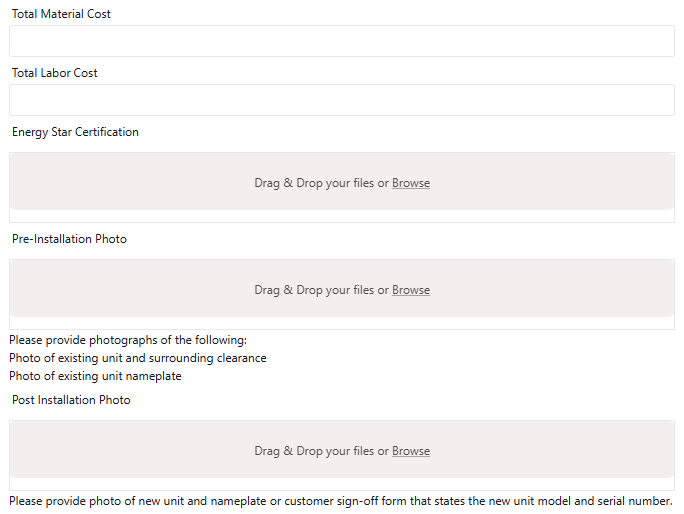 Total Material Cost
Total Labor Cost
Energy Star Certification
Drag & Drop your files or Browse
Pre-Installation Photo
Drag & Drop your files or Browse
Please provide photographs of the following:
Photo of existing unit and surrounding clearance
Photo of existing unit nameplate
Post Installation Photo
Drag & Drop your files or Browse
Please provide photo of new unit and nameplate or customer sign-off form that states the new unit model and serial number.